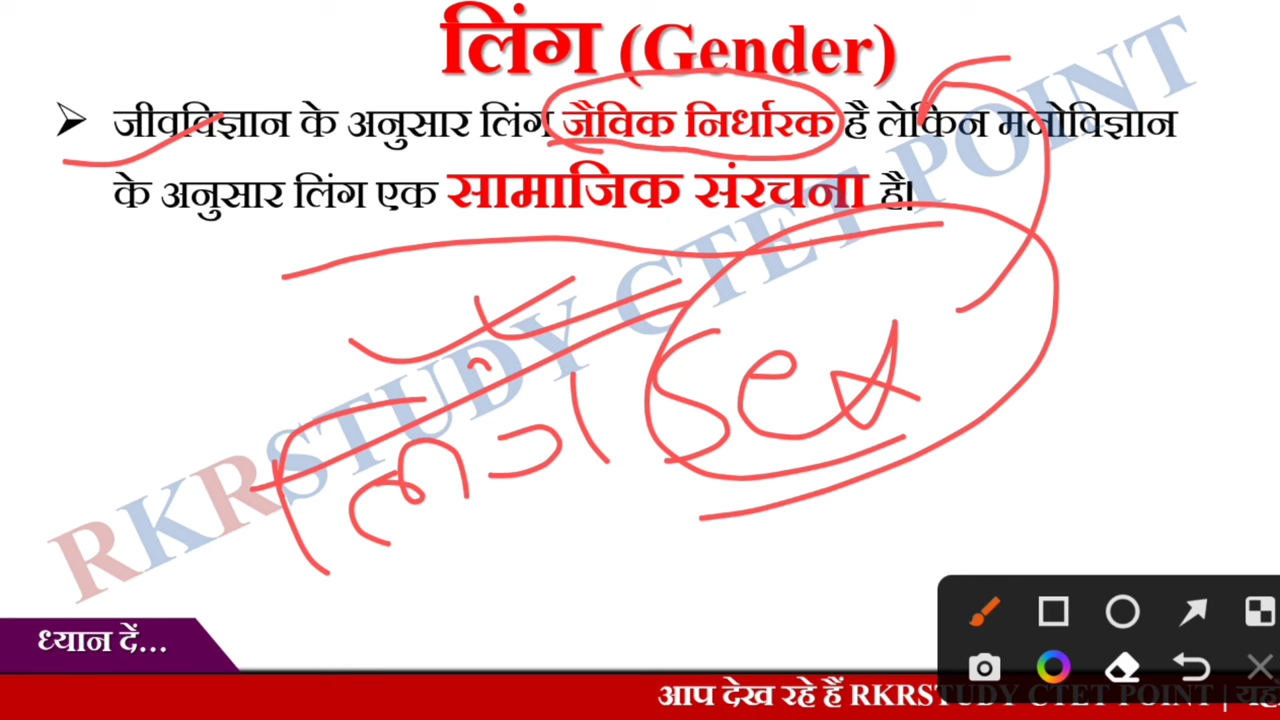 लिंग (Gender)
➤ जीवविज्ञान के अनुसार लिंग जैविक निर्धारक है लेकिन मनोविज्ञान
के अनुसार लिंग एक सामाजिक संरचना है।
RKRSTUDY CTET POINT
लिंग Sex
ध्यान दें...
आप देख रहे हैं RKRSTUDY CTET POINT |